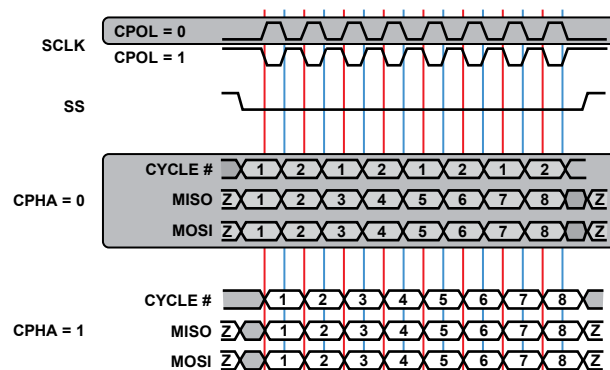 SCLK
CPOL = 0
CPOL = 1
SS
CPHA = 0
CYCLE # 1 2 1 2 1 2 1 2
MISO Z 1 2 3 4 5 6 7 8 Z
MOSI Z 1 2 3 4 5 6 7 8 Z
CPHA = 1
CYCLE # 1 2 3 4 5 6 7 8
MISO Z 1 2 3 4 5 6 7 8 Z
MOSI Z 1 2 3 4 5 6 7 8 Z